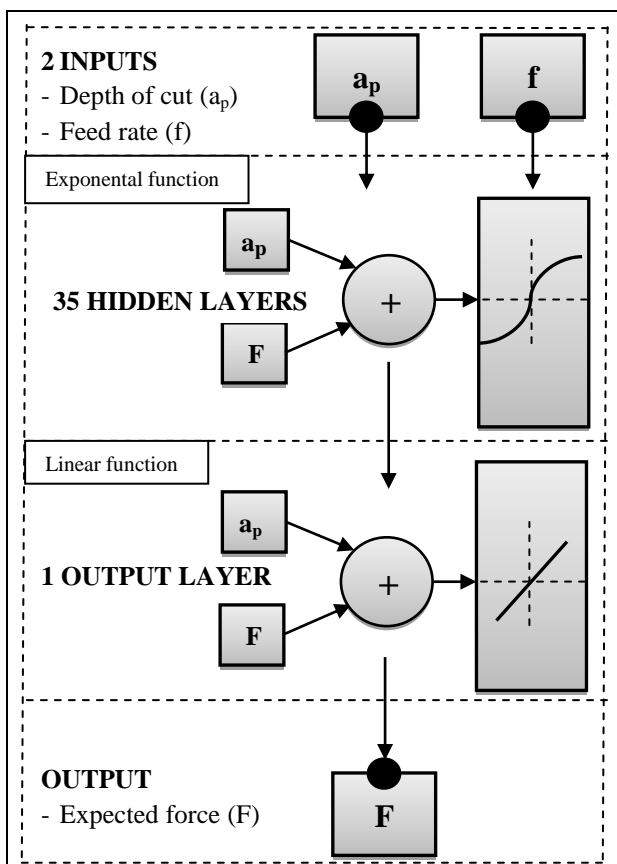 2 INPUTS
- Depth of cut (ap)
- Feed rate (f)
ap
f
Exponental function
ap
35 HIDDEN LAYERS
+
F
Linear function
ap
1 OUTPUT LAYER
+
F
OUTPUT
- Expected force (F)
F